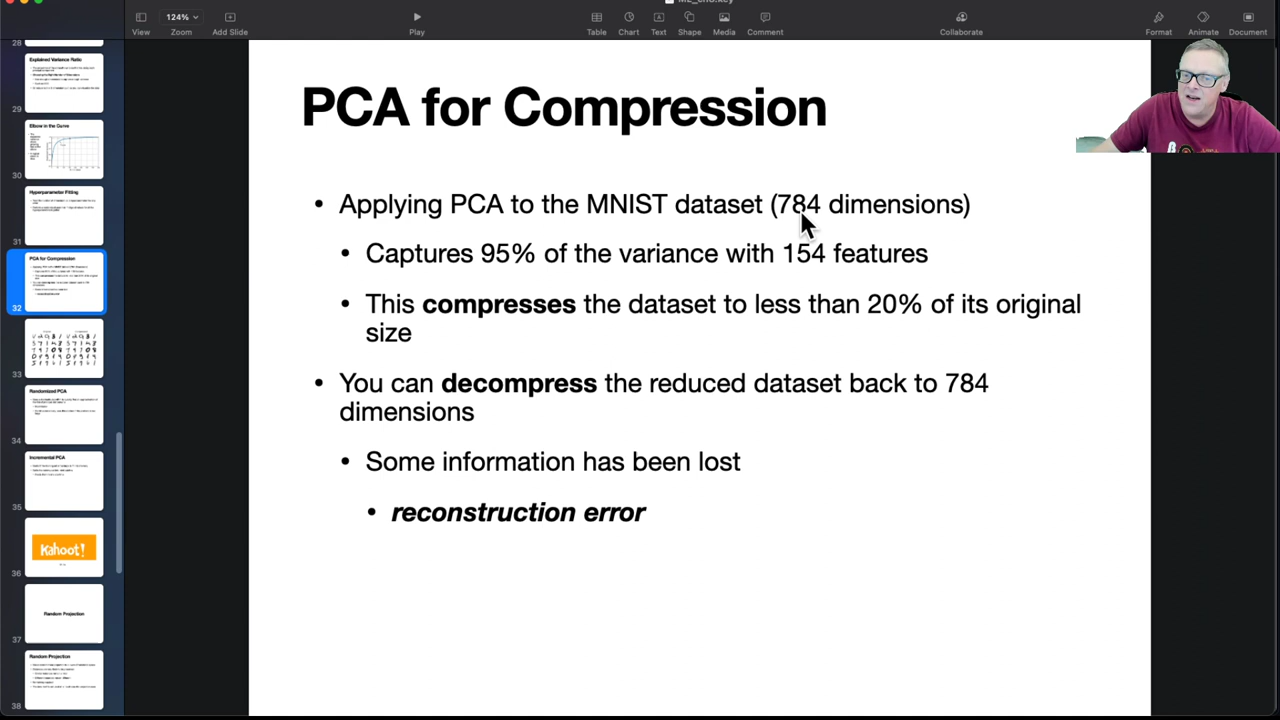 View
124%
Zoom
Add Slide
Play
Table
Chart
Text
Shape
Media
Comment
Collaborate
Format
Animate
Document
28
Explained Variance Ratio
29
Elbow in the Curve
30
Hyperparameter Fitting
31
PCA for Compression
32
33
Randomized PCA
34
Incremental PCA
35
Kahoot!
36
Random Projection
37
Random Projection
38
PCA for Compression
• Applying PCA to the MNIST dataset (784 dimensions)
• Captures 95% of the variance with 154 features
• This compresses the dataset to less than 20% of its original
size
• You can decompress the reduced dataset back to 784
dimensions
• Some information has been lost
• reconstruction error